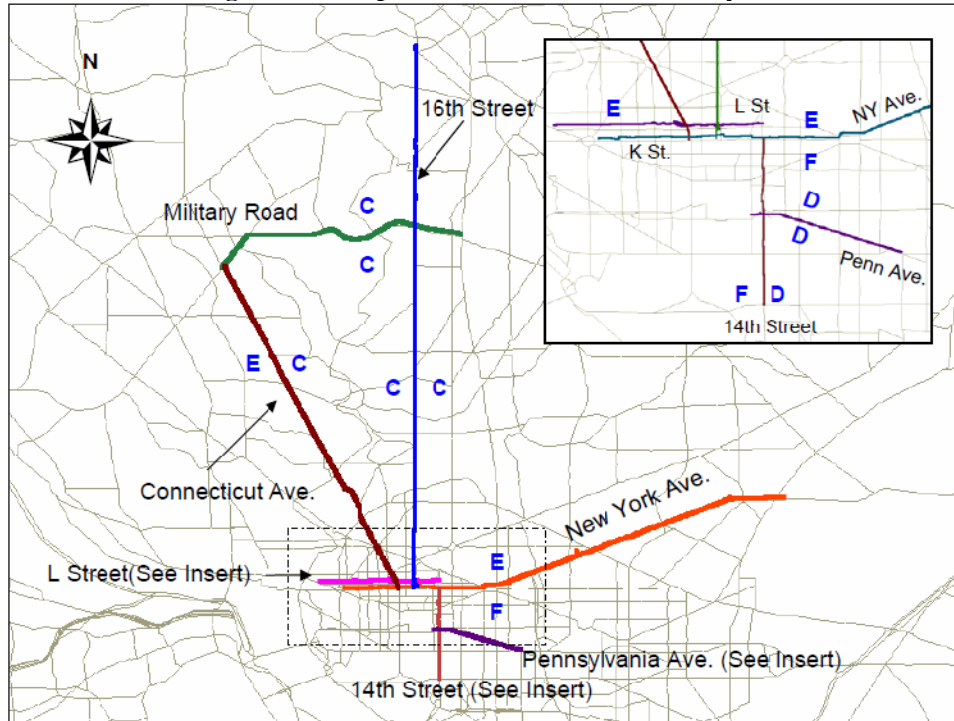 N
16th Street
Military Road
C
C
E
C
C
C
Connecticut Ave.
New York Ave.
L Street(See Insert)
E
F
Pennsylvania Ave. (See Insert)
14th Street (See Insert)
E
L St
E
NY Ave.
K St.
F
D
D
Penn Ave.
F
D
14th Street